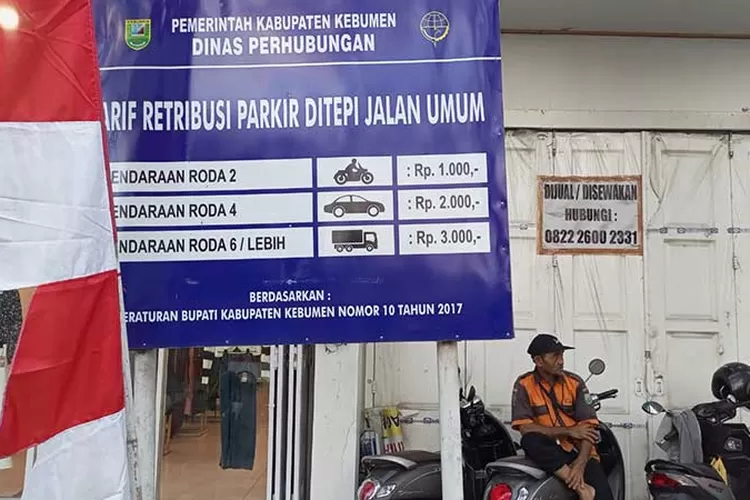 PEMERINTAH KABUPATEN KEBUMEN
DINAS PERHUBUNGAN
ARIF RETRIBUSI PARKIR DITEPI JALAN UMUM
ENDARAAN RODA 2 : Rp. 1.000,-
ENDARAAN RODA 4 : Rp. 2.000,-
NDARAAN RODA 6 / LEBIH : Rp. 3.000,-
BERDASARKAN :
ERATURAN BUPATI KABUPATEN KEBUMEN NOMOR 10 TAHUN 2017
DIJUAL / DISEWAKAN
HUBUNGI :
0822 2600 2331